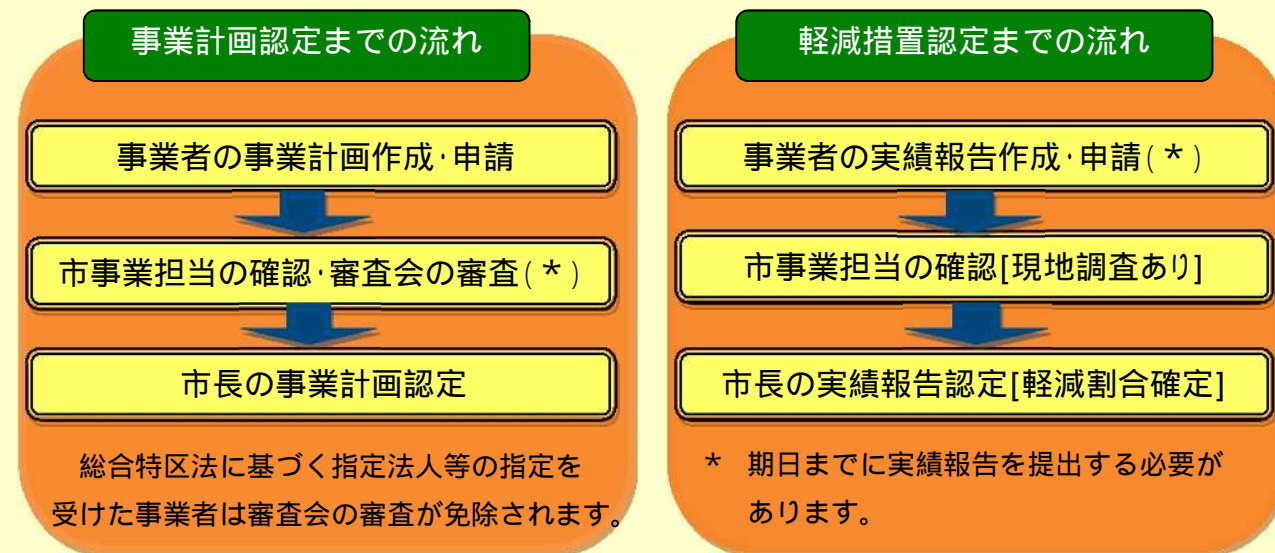 事業計画認定までの流れ
事業者の事業計画作成・申請
市事業担当の確認・審査会の審査(*)
市長の事業計画認定
総合特区法に基づく指定法人等の指定を
受けた事業者は審査会の審査が免除されます。
軽減措置認定までの流れ
事業者の実績報告作成・申請(*)
市事業担当の確認[現地調査あり]
市長の実績報告認定[軽減割合確定]
* 期日までに実績報告を提出する必要が
あります。